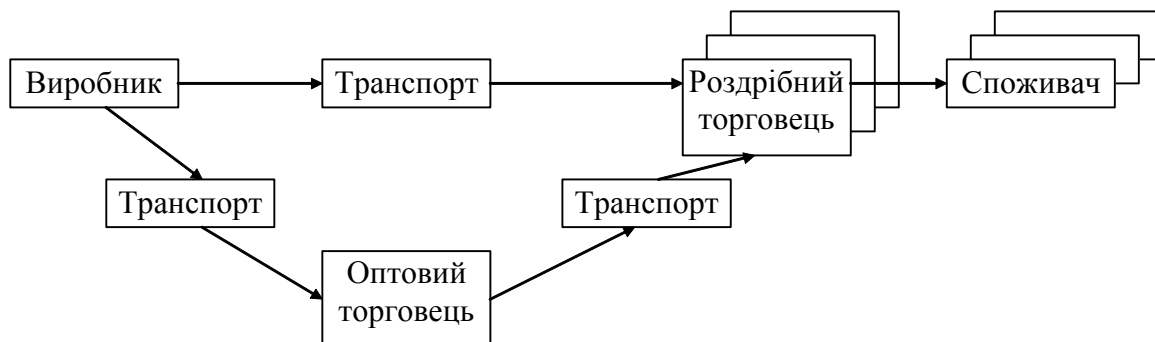 Виробник
Транспорт
Роздрібний
торговець
Споживач
Транспорт
Транспорт
Оптовий
торговець